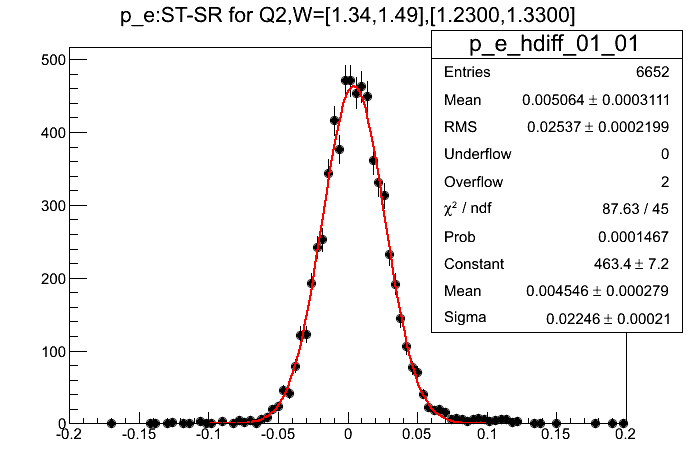 p_e:ST-SR for Q2,W=[1.34,1.49],[1.2300,1.3300]
p_e_hdiff_01_01
Entries 6652
Mean 0.005064 ± 0.0003111
RMS 0.02537 ± 0.0002199
Underflow 0
Overflow 2
χ² / ndf 87.63 / 45
Prob 0.0001467
Constant 463.4 ± 7.2
Mean 0.004546 ± 0.000279
Sigma 0.02246 ± 0.00021
500
400
300
200
100
0
-0.2 -0.15 -0.1 -0.05 0 0.05 0.1 0.15 0.2